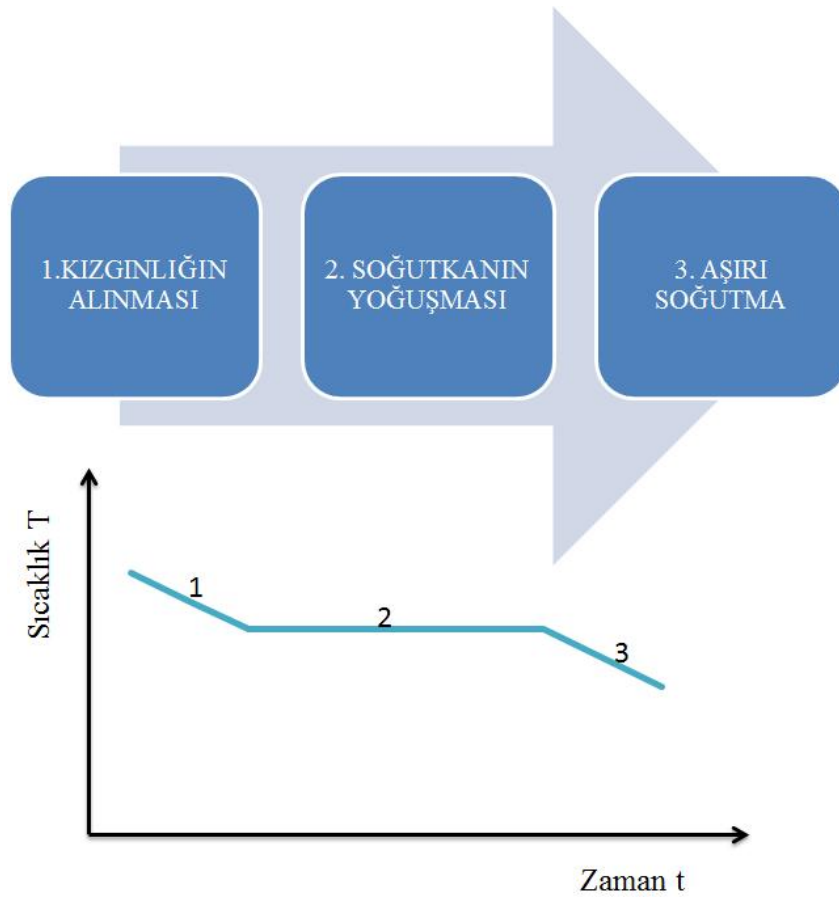 1.KIZGINLIĞIN
ALINMASI
2. SOĞUTKANIN
YOĞUŞMASI
3. AŞIRI
SOĞUTMA
Sıcaklık T
1
2
3
Zaman t